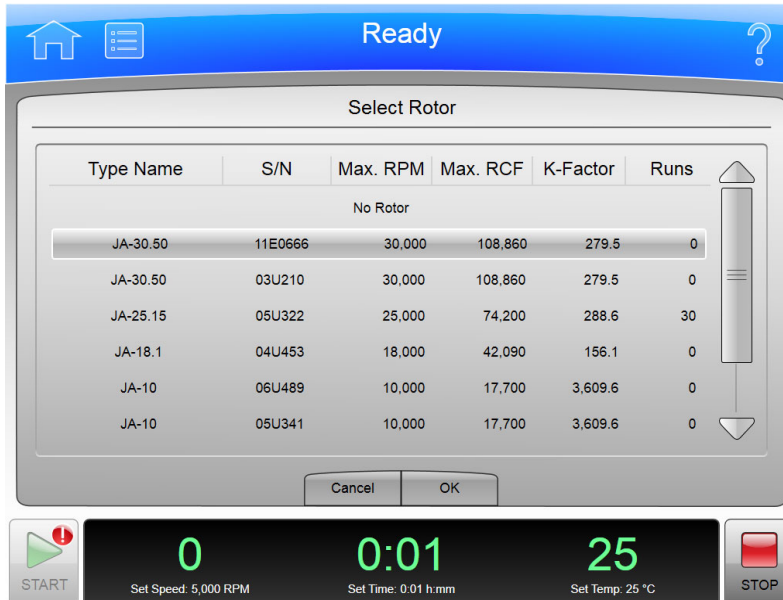 Ready
?
Select Rotor
Type Name S/N Max. RPM Max. RCF K-Factor Runs
No Rotor
JA-30.50 11E0666 30,000 108,860 279.5 0
JA-30.50 03U210 30,000 108,860 279.5 0
JA-25.15 05U322 25,000 74,200 288.6 30
JA-18.1 04U453 18,000 42,090 156.1 0
JA-10 06U489 10,000 17,700 3,609.6 0
JA-10 05U341 10,000 17,700 3,609.6 0
Cancel OK
!
0 0:01 25
START Set Speed: 5,000 RPM Set Time: 0:01 h:mm Set Temp: 25 °C STOP